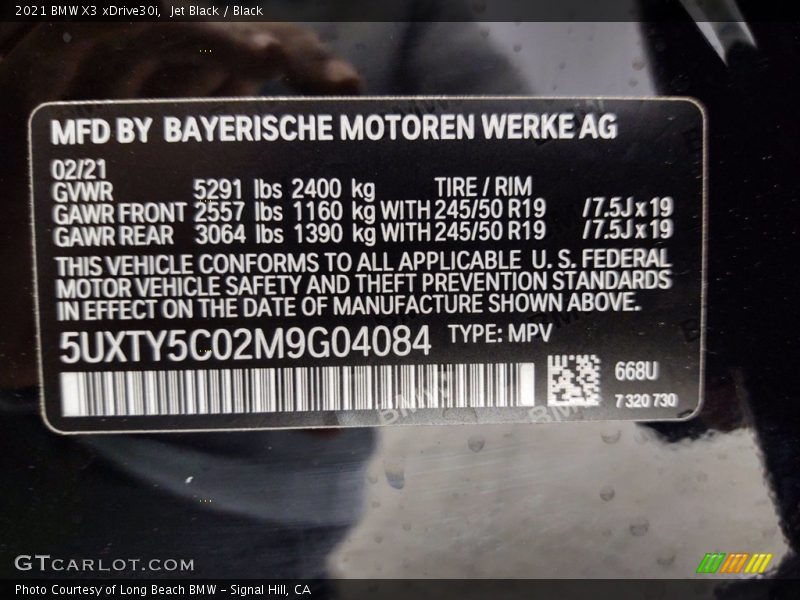 2021 BMW X3 xDrive30i, Jet Black / Black
MFD BY BAYERISCHE MOTOREN WERKE AG
02/21
GVWR 5291 lbs 2400 kg TIRE / RIM
GAWR FRONT 2557 lbs 1160 kg WITH 245/50 R19 /7.5J x 19
GAWR REAR 3064 lbs 1390 kg WITH 245/50 R19 /7.5J x 19
THIS VEHICLE CONFORMS TO ALL APPLICABLE U. S. FEDERAL
MOTOR VEHICLE SAFETY AND THEFT PREVENTION STANDARDS
IN EFFECT ON THE DATE OF MANUFACTURE SHOWN ABOVE.
5UXTY5C02M9G04084 TYPE: MPV
668U
7 320 730
GTCARLOT.COM
Photo Courtesy of Long Beach BMW - Signal Hill, CA